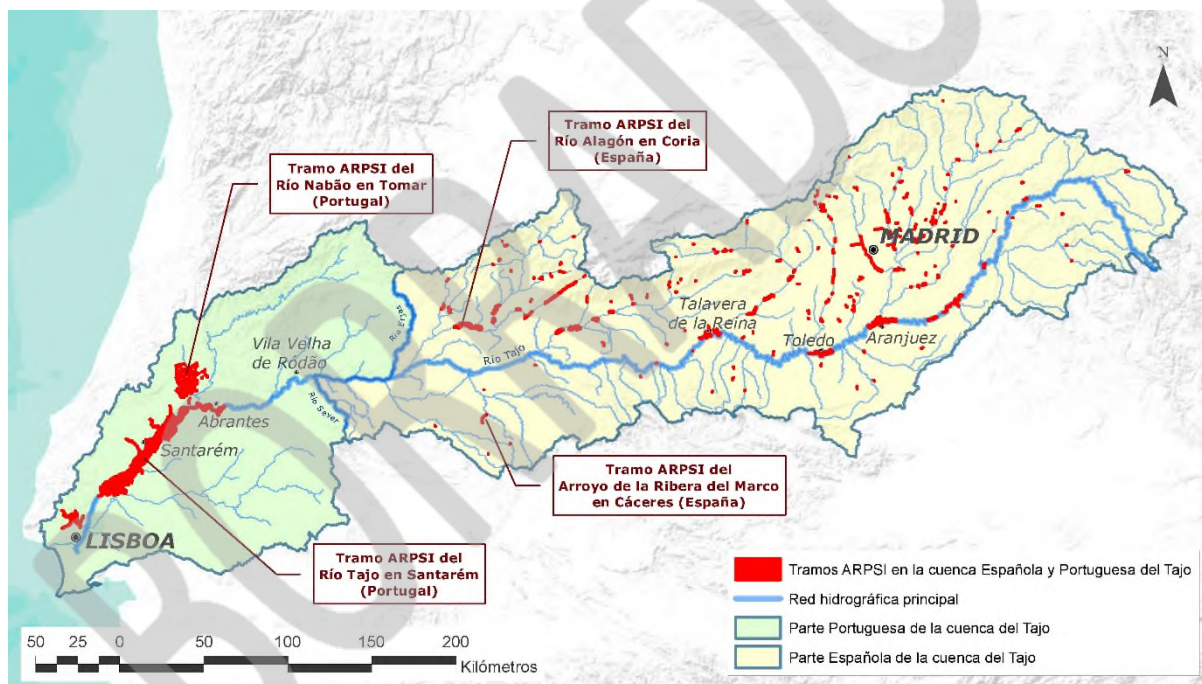 BORRADOR
N
Tramo ARPSI del
Río Alagón en Coria
(España)
Tramo ARPSI del
Río Nabão en Tomar
(Portugal)
MADRID
Talavera
de la Reina
Toledo
Aranjuez
Río Erjas
Río Tajo
Vila Velha
de Ródão
Río Sever
Abrantes
Santarém
LISBOA
Tramo ARPSI del
Arroyo de la Ribera del Marco
en Cáceres (España)
Tramo ARPSI del
Río Tajo en Santarém
(Portugal)
50 25 0 50 100 150 200
Kilómetros
Tramos ARPSI en la cuenca Española y Portuguesa del Tajo
Red hidrográfica principal
Parte Portuguesa de la cuenca del Tajo
Parte Española de la cuenca del Tajo